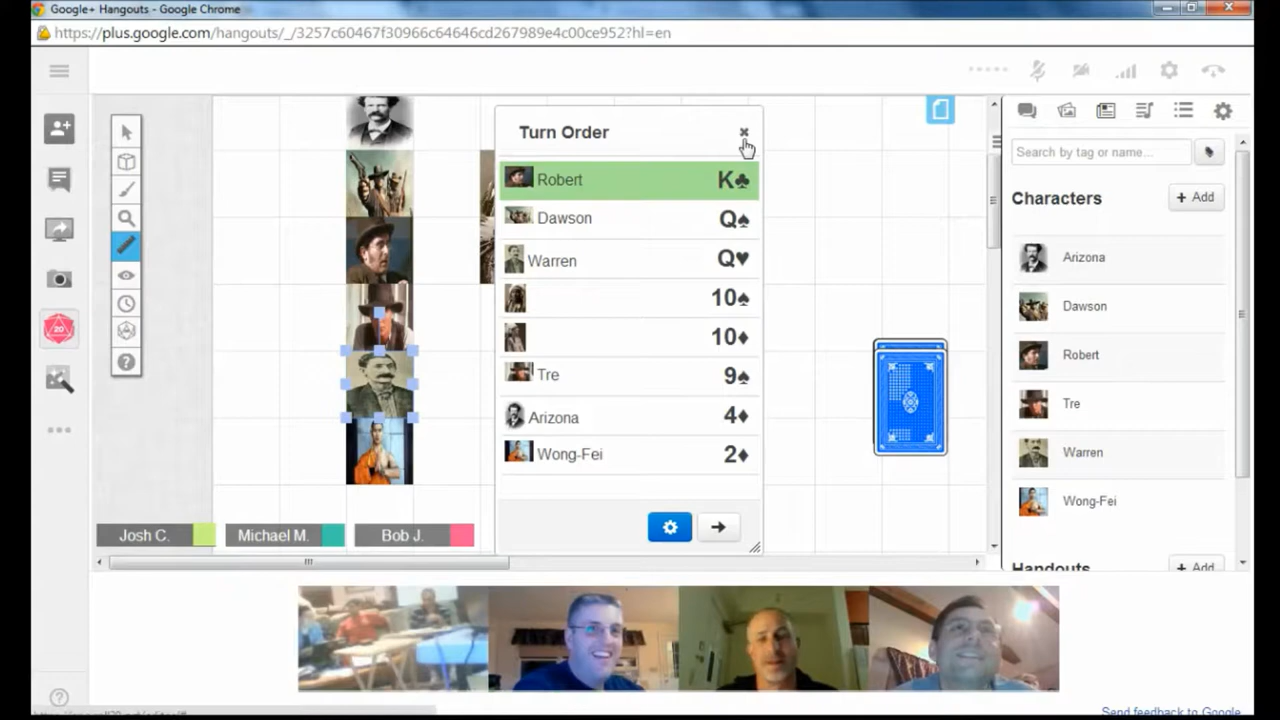 Google+ Hangouts - Google Chrome
https://plus.google.com/hangouts/_/3257c60467f30966c64646cd267989e4c00ce952?hl=en
Turn Order
Robert K♣
Dawson Q♠
Warren Q♥
10♠
10♦
Tre 9♠
Arizona 4♦
Wong-Fei 2♦
Search by tag or name...
Characters + Add
Arizona
Dawson
Robert
Tre
Warren
Wong-Fei
Handouts + Add
20
Josh C. Michael M. Bob J.
Send feedback to Google